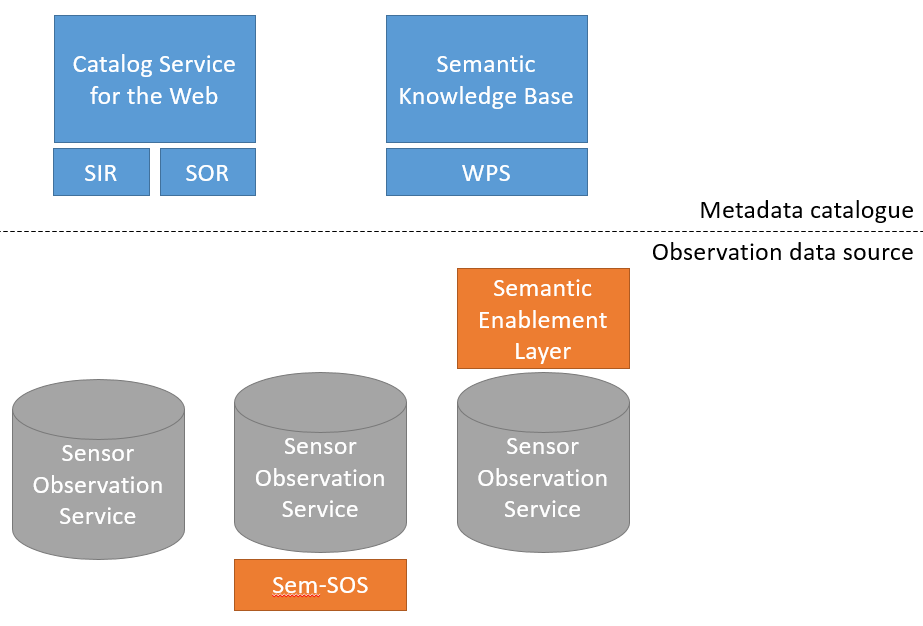 Catalog Service
for the Web
Semantic
Knowledge Base
SIR
SOR
WPS
Metadata catalogue
Observation data source
Semantic
Enablement
Layer
Sensor
Observation
Service
Sensor
Observation
Service
Sensor
Observation
Service
Sem-SOS